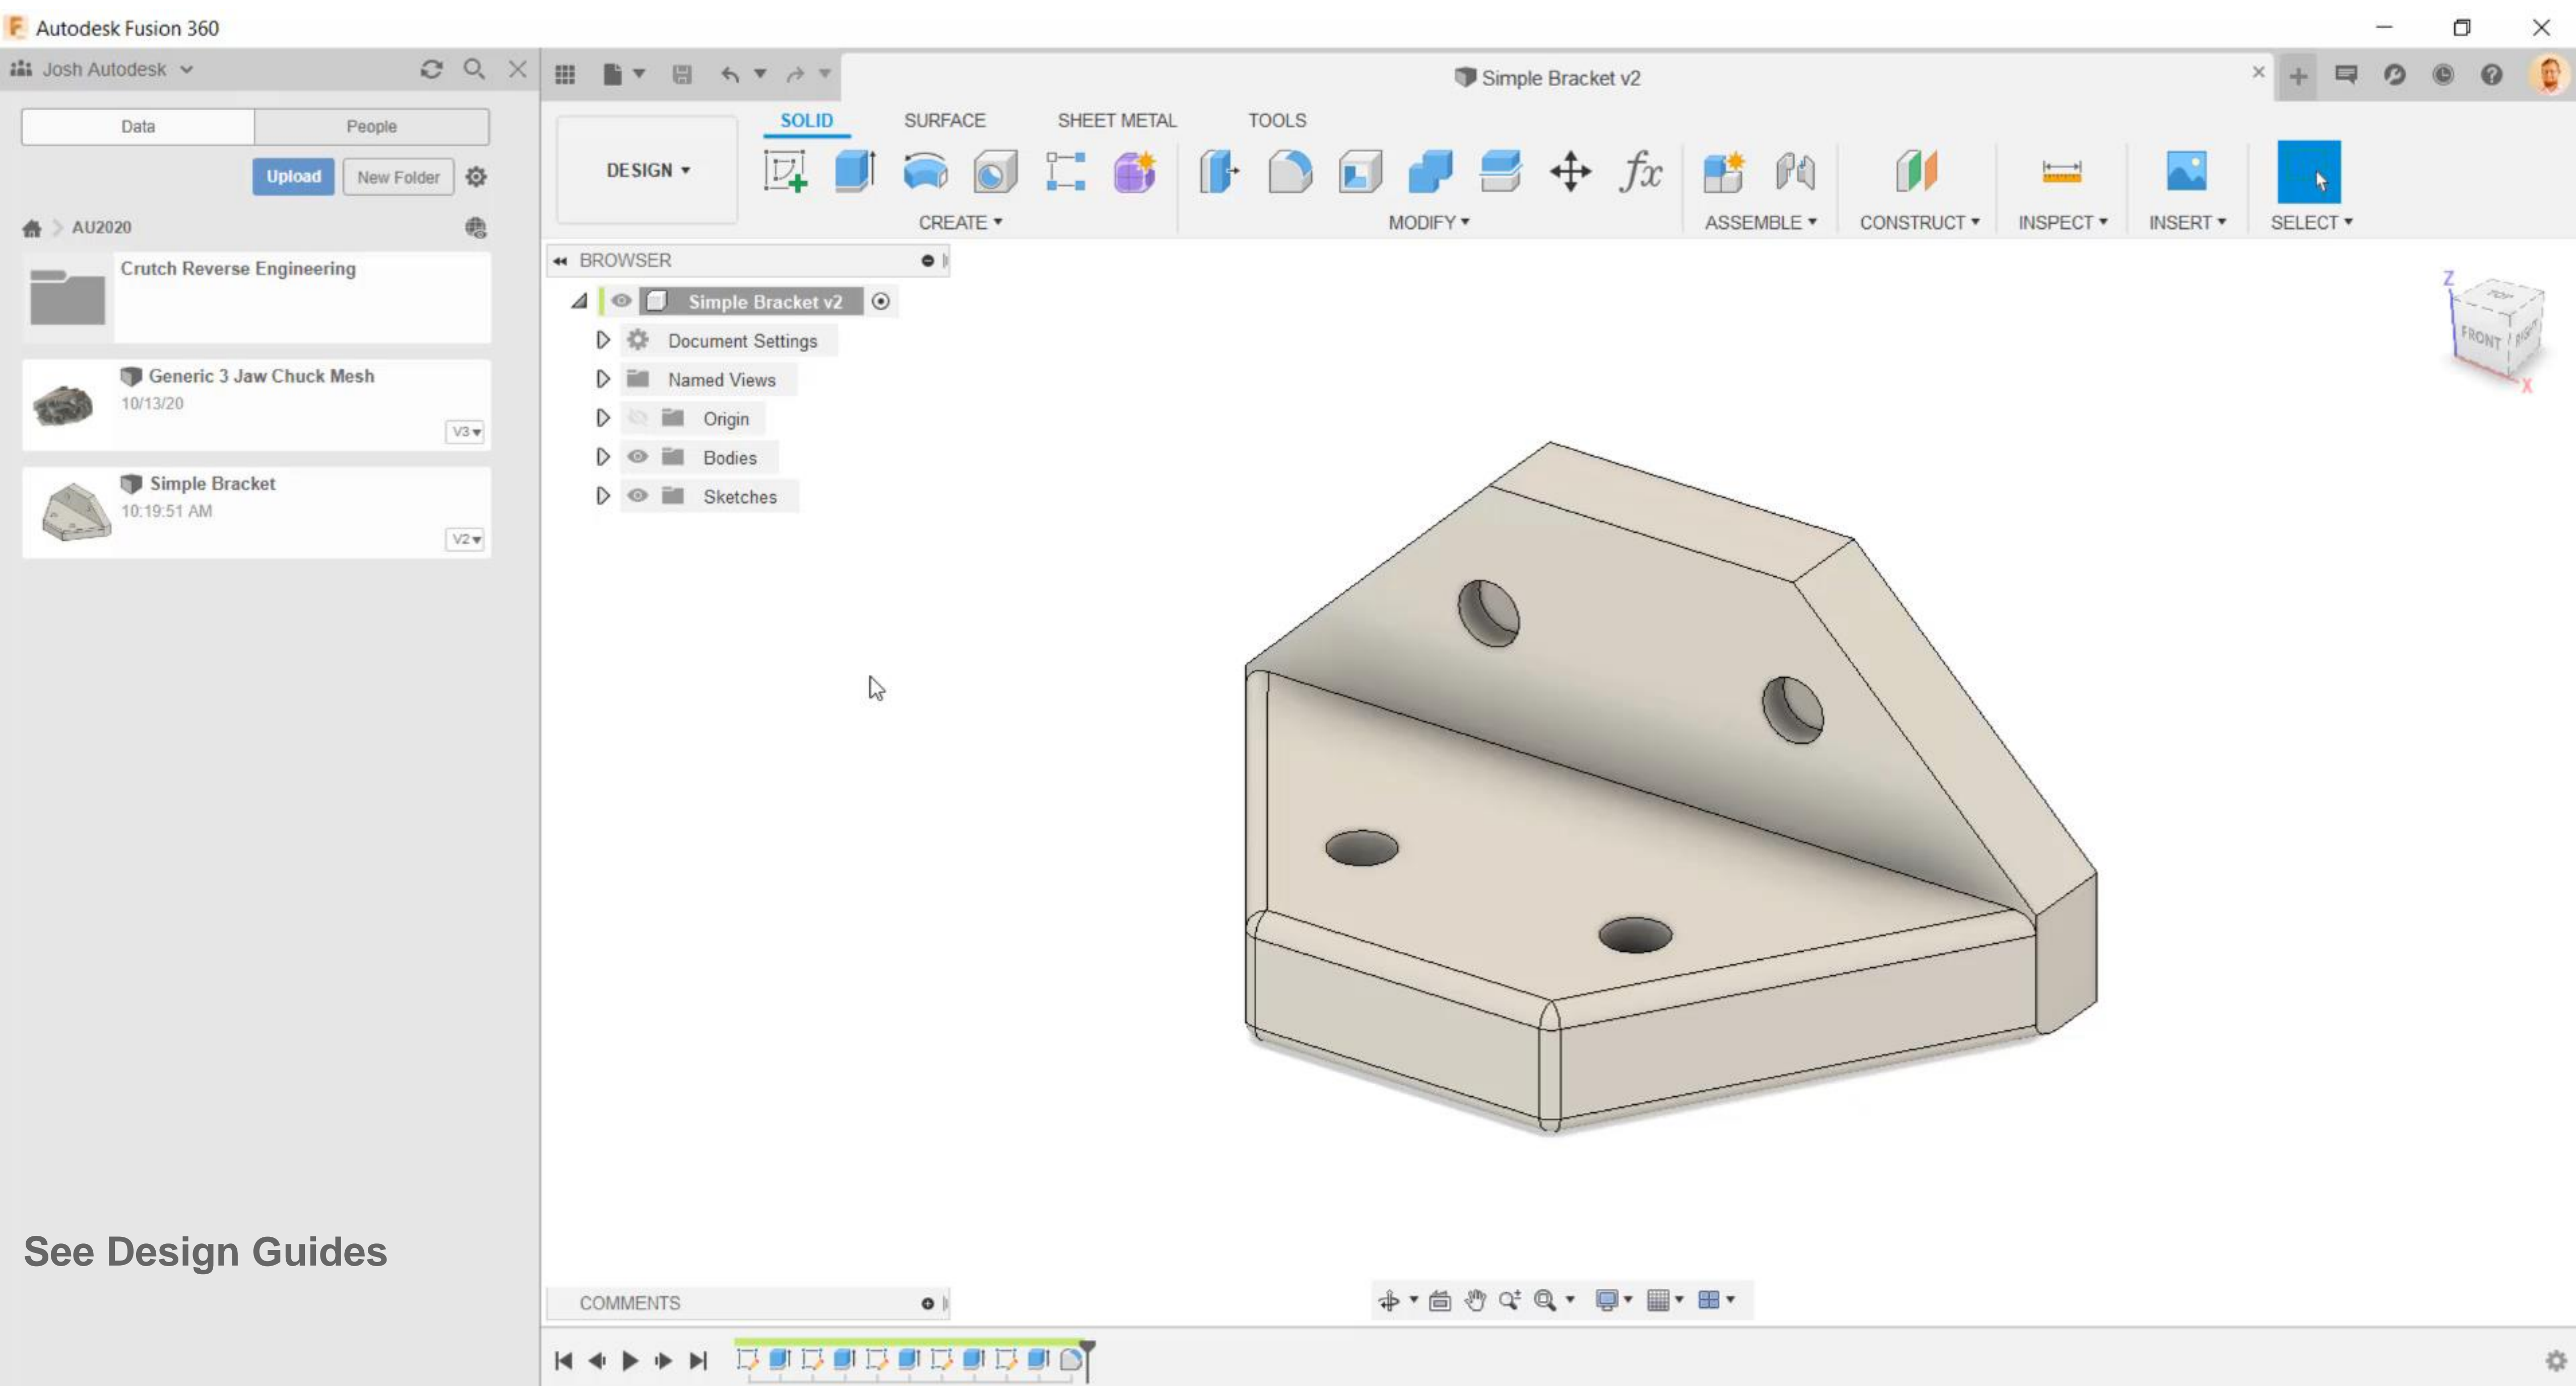 Autodesk Fusion 360
Josh Autodesk
Simple Bracket v2
Data
People
SOLID
SURFACE
SHEET METAL
TOOLS
Upload
New Folder
DESIGN
fx
AU2020
CREATE
MODIFY
ASSEMBLE
CONSTRUCT
INSPECT
INSERT
SELECT
BROWSER
Crutch Reverse Engineering
Simple Bracket v2
Document Settings
Named Views
Origin
Bodies
Sketches
Generic 3 Jaw Chuck Mesh
10/13/20
V3
Simple Bracket
10:19:51 AM
V2
Z
TOP
FRONT
RIGHT
X
See Design Guides
COMMENTS